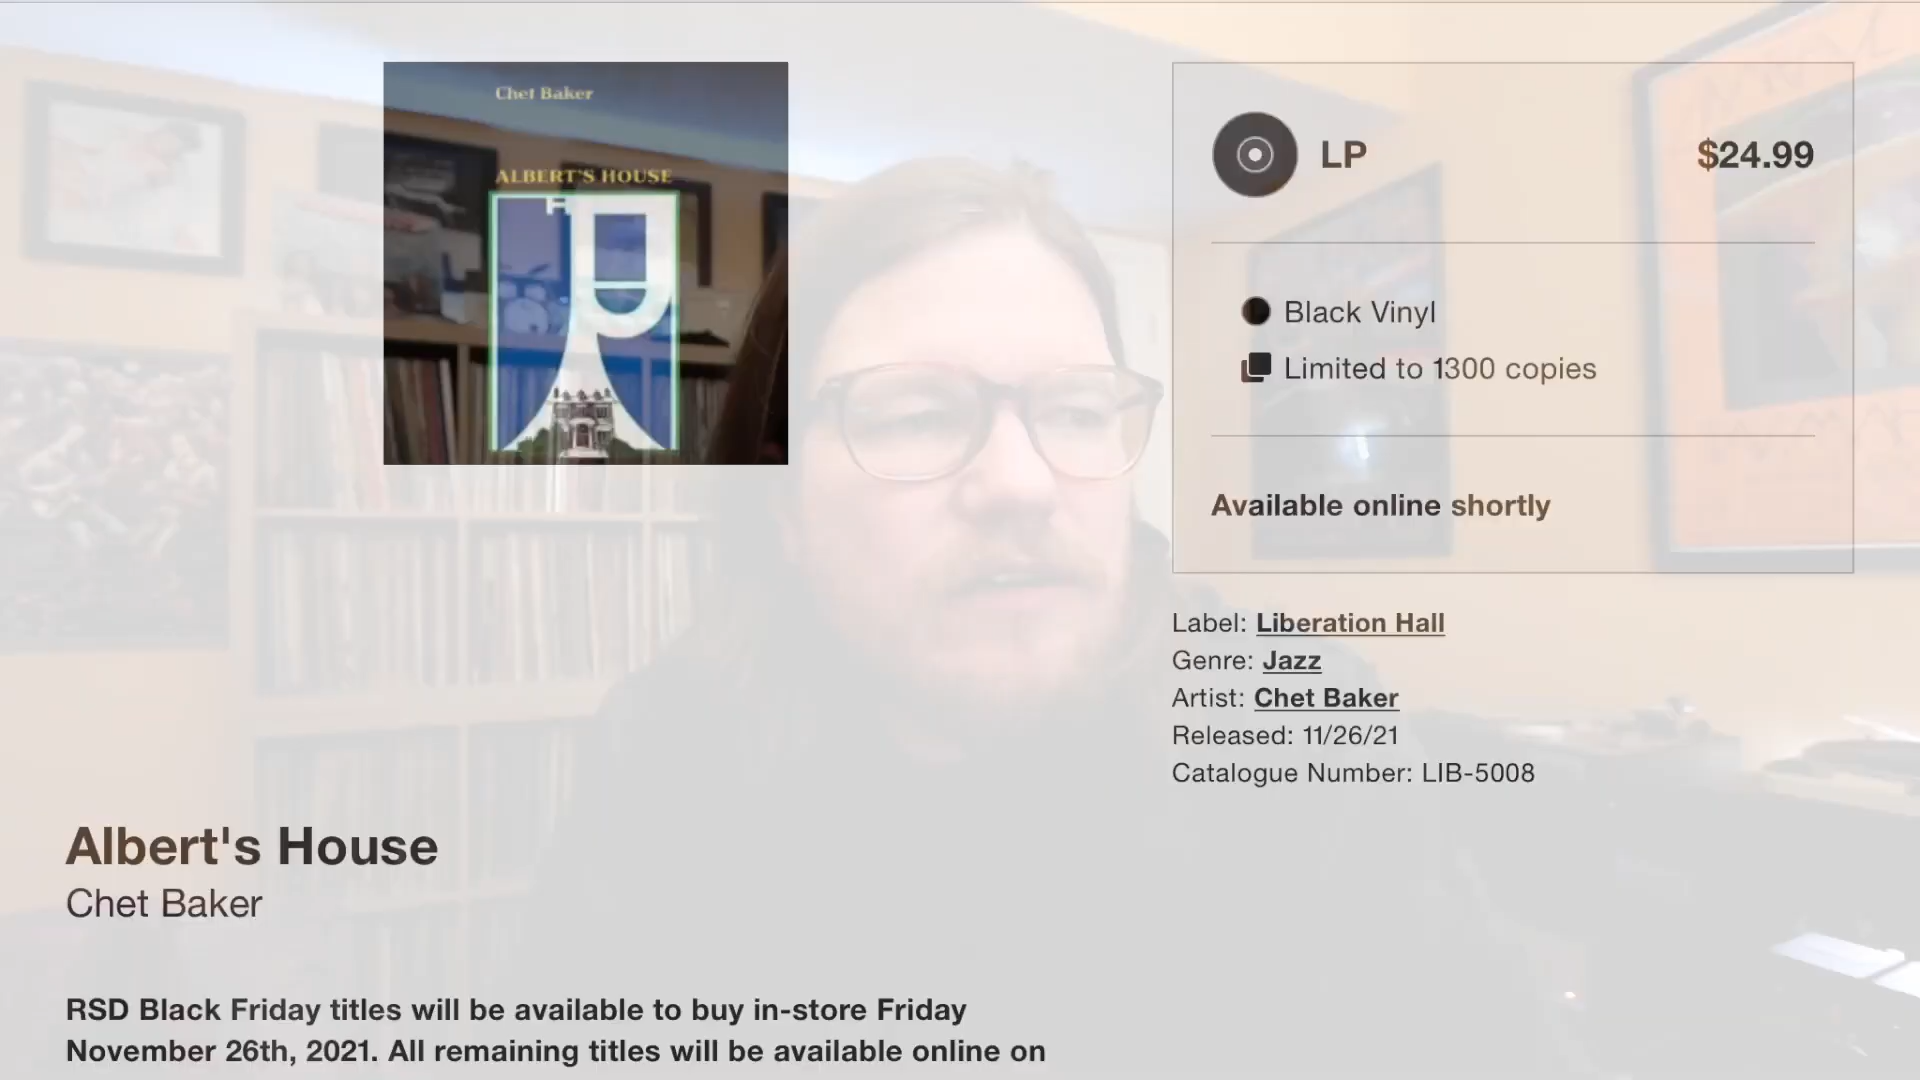 Chet Baker
ALBERT'S HOUSE
LP
$24.99
Black Vinyl
Limited to 1300 copies
Available online shortly
Label: Liberation Hall
Genre: Jazz
Artist: Chet Baker
Released: 11/26/21
Catalogue Number: LIB-5008
Albert's House
Chet Baker
RSD Black Friday titles will be available to buy in-store Friday
November 26th, 2021. All remaining titles will be available online on